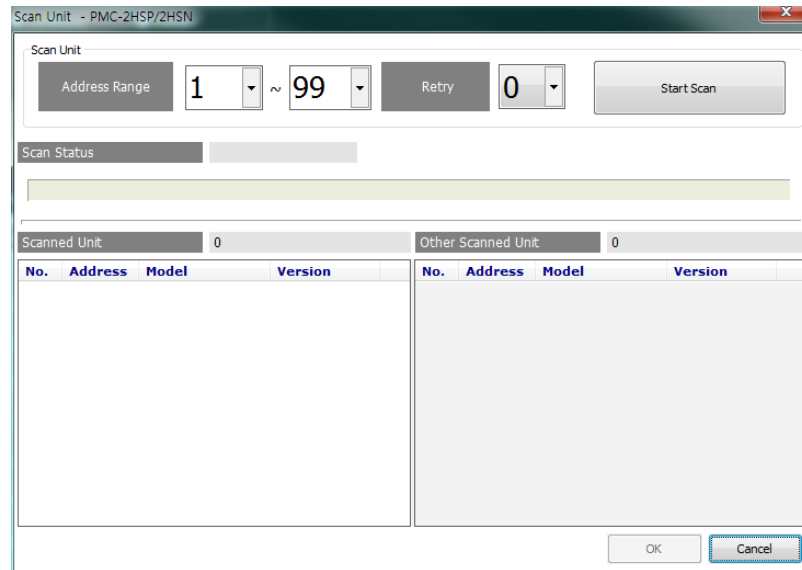 Scan Unit - PMC-2HSP/2HSN
Scan Unit
Address Range 1 ~ 99 Retry 0 Start Scan
Scan Status
Scanned Unit 0 Other Scanned Unit 0
No. Address Model Version No. Address Model Version
OK Cancel